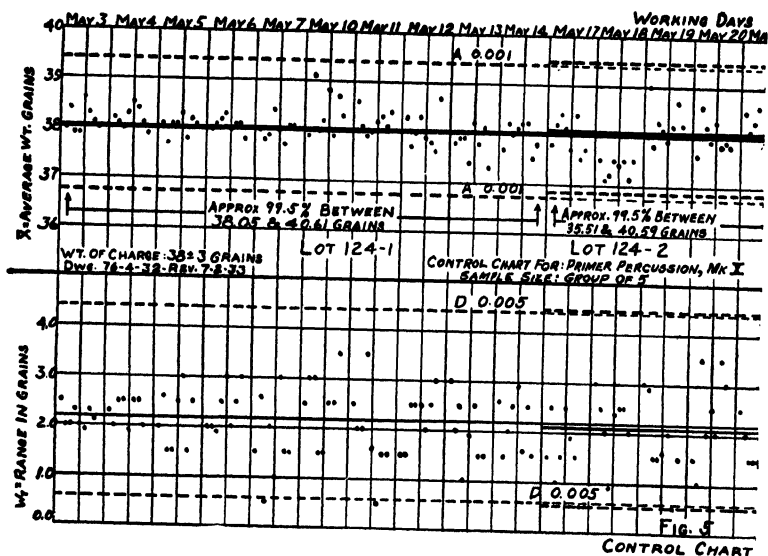 WORKING DAYS
MAY 3 MAY 4 MAY 5 MAY 6 MAY 7 MAY 10 MAY 11 MAY 12 MAY 13 MAY 14 MAY 17 MAY 18 MAY 19 MAY 20 MA
40
A 0.001
39
38
37
A 0.001
36
X̄=AVERAGE WT. GRAINS
APPROX 99.5% BETWEEN
38.05 & 40.61 GRAINS
APPROX. 99.5% BETWEEN
35.51 & 40.59 GRAINS
LOT 124-1
LOT 124-2
WT. OF CHARGE: 38±3 GRAINS
DWG. 76-4-32-REV. 7-2-33
CONTROL CHART FOR: PRIMER PERCUSSION, MK V
SAMPLE SIZE: GROUP OF 5
D 0.005
4.0
3.0
2.0
1.0
0.0
RANGE IN GRAINS
D 0.005
FIG. 5
CONTROL CHART